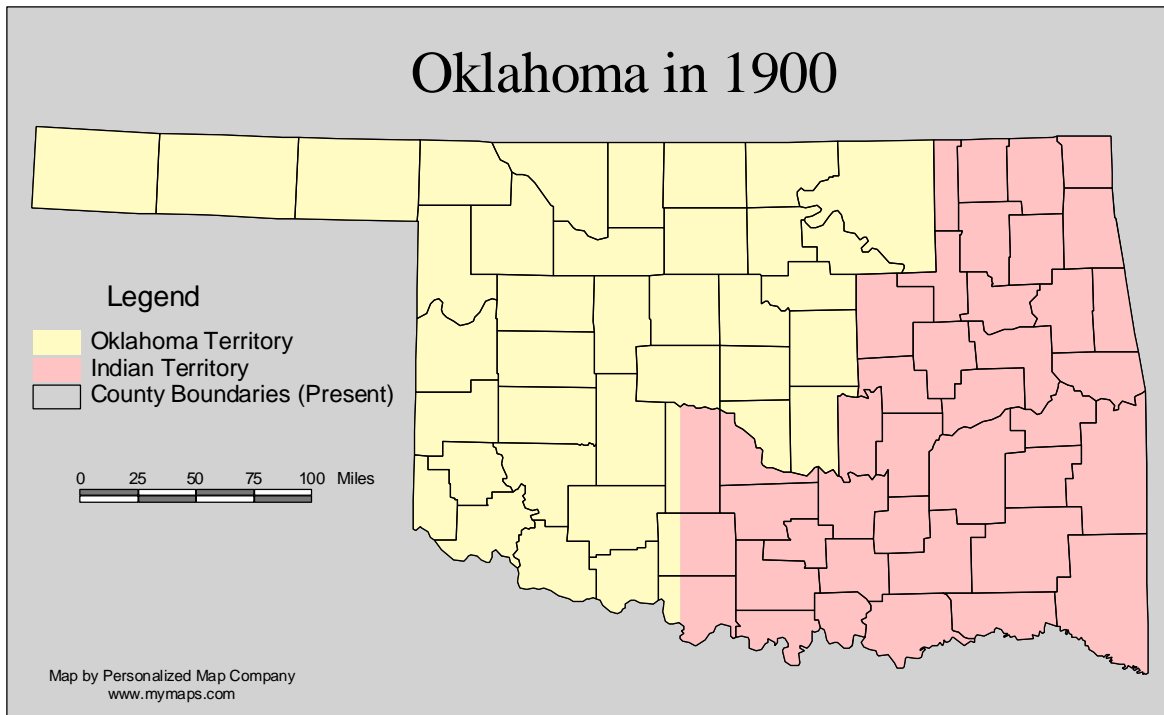 Oklahoma in 1900
Legend
Oklahoma Territory
Indian Territory
County Boundaries (Present)
0 25 50 75 100 Miles
Map by Personalized Map Company
www.mymaps.com